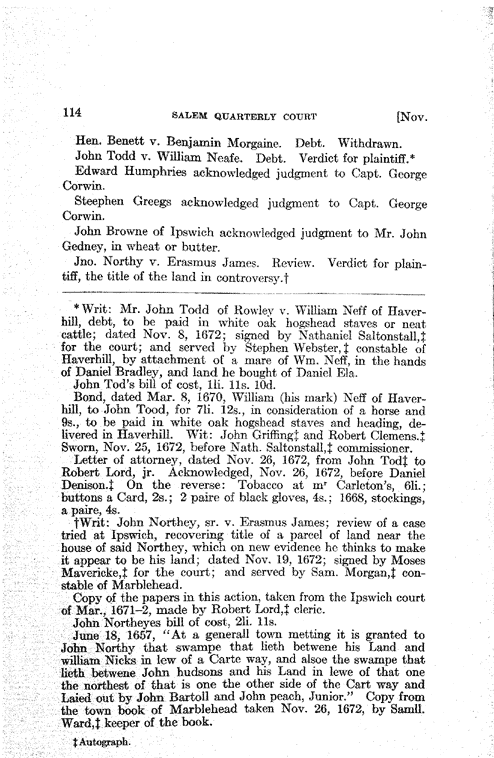 114 SALEM QUARTERLY COURT [Nov.
Hen. Benett v. Benjamin Morgaine. Debt. Withdrawn.
John Todd v. William Neafe. Debt. Verdict for plaintiff.*
Edward Humphries acknowledged judgment to Capt. George
Corwin.
Steephen Greegs acknowledged judgment to Capt. George
Corwin.
John Browne of Ipswich acknowledged judgment to Mr. John
Gedney, in wheat or butter.
Jno. Northy v. Erasmus James. Review. Verdict for plain-
tiff, the title of the land in controversy.†
*Writ: Mr. John Todd of Rowley v. William Neff of Haver-
hill, debt, to be paid in white oak hogshead staves or neat
cattle; dated Nov. 8, 1672; signed by Nathaniel Saltonstall,‡
for the court; and served by Stephen Webster,‡ constable of
Haverhill, by attachment of a mare of Wm. Neff, in the hands
of Daniel Bradley, and land he bought of Daniel Ela.
John Tod's bill of cost, 1li. 11s. 10d.
Bond, dated Mar. 8, 1670, William (his mark) Neff of Haver-
hill, to John Tood, for 7li. 12s., in consideration of a horse and
9s., to be paid in white oak hogshead staves and heading, de-
livered in Haverhill. Wit: John Griffing‡ and Robert Clemens.‡
Sworn, Nov. 25, 1672, before Nath. Saltonstall,‡ commissioner.
Letter of attorney, dated Nov. 26, 1672, from John Tod‡ to
Robert Lord, jr. Acknowledged, Nov. 26, 1672, before Daniel
Denison.‡ On the reverse: Tobacco at mr Carleton's, 6li.;
buttons a Card, 2s.; 2 paire of black gloves, 4s.; 1668, stockings,
a paire, 4s.
†Writ: John Northey, sr. v. Erasmus James; review of a case
tried at Ipswich, recovering title of a parcel of land near the
house of said Northey, which on new evidence he thinks to make
it appear to be his land; dated Nov. 19, 1672; signed by Moses
Mavericke,‡ for the court; and served by Sam. Morgan,‡ con-
stable of Marblehead.
Copy of the papers in this action, taken from the Ipswich court
of Mar., 1671-2, made by Robert Lord,‡ cleric.
John Northeyes bill of cost, 2li. 11s.
June 18, 1657, "At a generall town metting it is granted to
John Northy that swampe that lieth betwene his Land and
william Nicks in lew of a Carte way, and alsoe the swampe that
lieth betwene John hudsons and his Land in lewe of that one
the northest of that is one the other side of the Cart way and
Laied out by John Bartoll and John peach, Junior." Copy from
the town book of Marblehead taken Nov. 26, 1672, by Samll.
Ward,‡ keeper of the book.
‡Autograph.